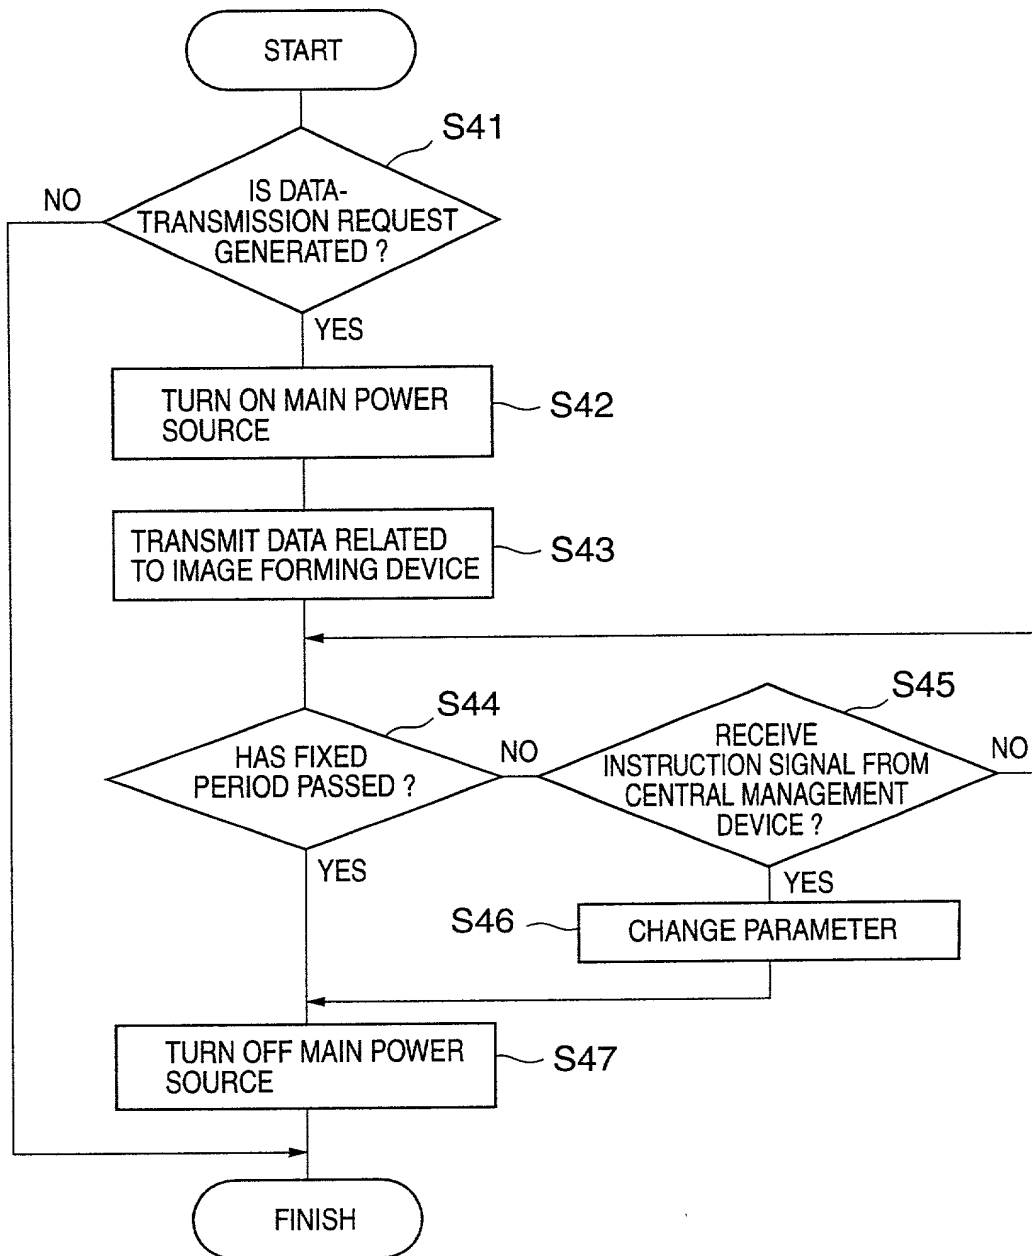 START
S41
NO
IS DATA-
TRANSMISSION REQUEST
GENERATED ?
YES
TURN ON MAIN POWER
SOURCE
S42
TRANSMIT DATA RELATED
TO IMAGE FORMING DEVICE
S43
S44
HAS FIXED
PERIOD PASSED ?
NO
S45
RECEIVE
INSTRUCTION SIGNAL FROM
CENTRAL MANAGEMENT
DEVICE ?
NO
YES
YES
S46
CHANGE PARAMETER
TURN OFF MAIN POWER
SOURCE
S47
FINISH